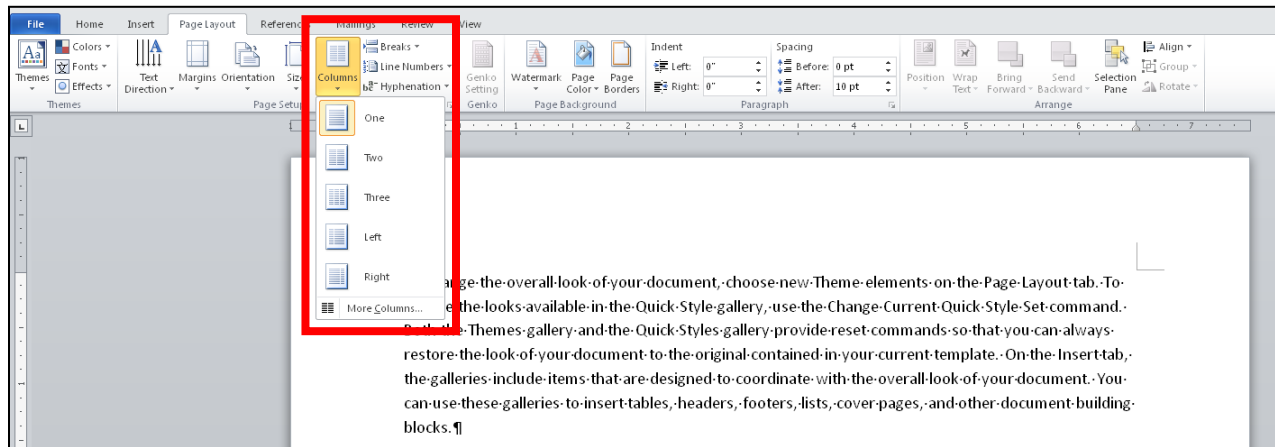 File Home Insert Page Layout Mailings Review View
Colors Breaks Indent Spacing Align
Fonts Line Numbers Left: 0" Before: 0 pt Group
Effects Hyphenation Right: 0" After: 10 pt Rotate
Themes Text Direction Margins Orientation Columns Genko Setting Watermark Page Color Page Borders Position Wrap Text Bring Forward Send Backward Selection Pane
Themes Page Setup Genko Page Background Paragraph Arrange
L 1 2 3 4 5 6 7
One
Two
Three
Left
Right
More Columns...
the·overall·look·of·your·document,·choose·new·Theme·elements·on·the·Page·Layout·tab.·To·
the·looks·available·in·the·Quick·Style·gallery,·use·the·Change·Current·Quick·Style·Set·command.·
Themes·gallery·and·the·Quick·Styles·gallery·provide·reset·commands·so·that·you·can·always·
restore·the·look·of·your·document·to·the·original·contained·in·your·current·template.·On·the·Insert·tab,·
the·galleries·include·items·that·are·designed·to·coordinate·with·the·overall·look·of·your·document.·You·
can·use·these·galleries·to·insert·tables,·headers,·footers,·lists,·cover·pages,·and·other·document·building·
blocks.¶